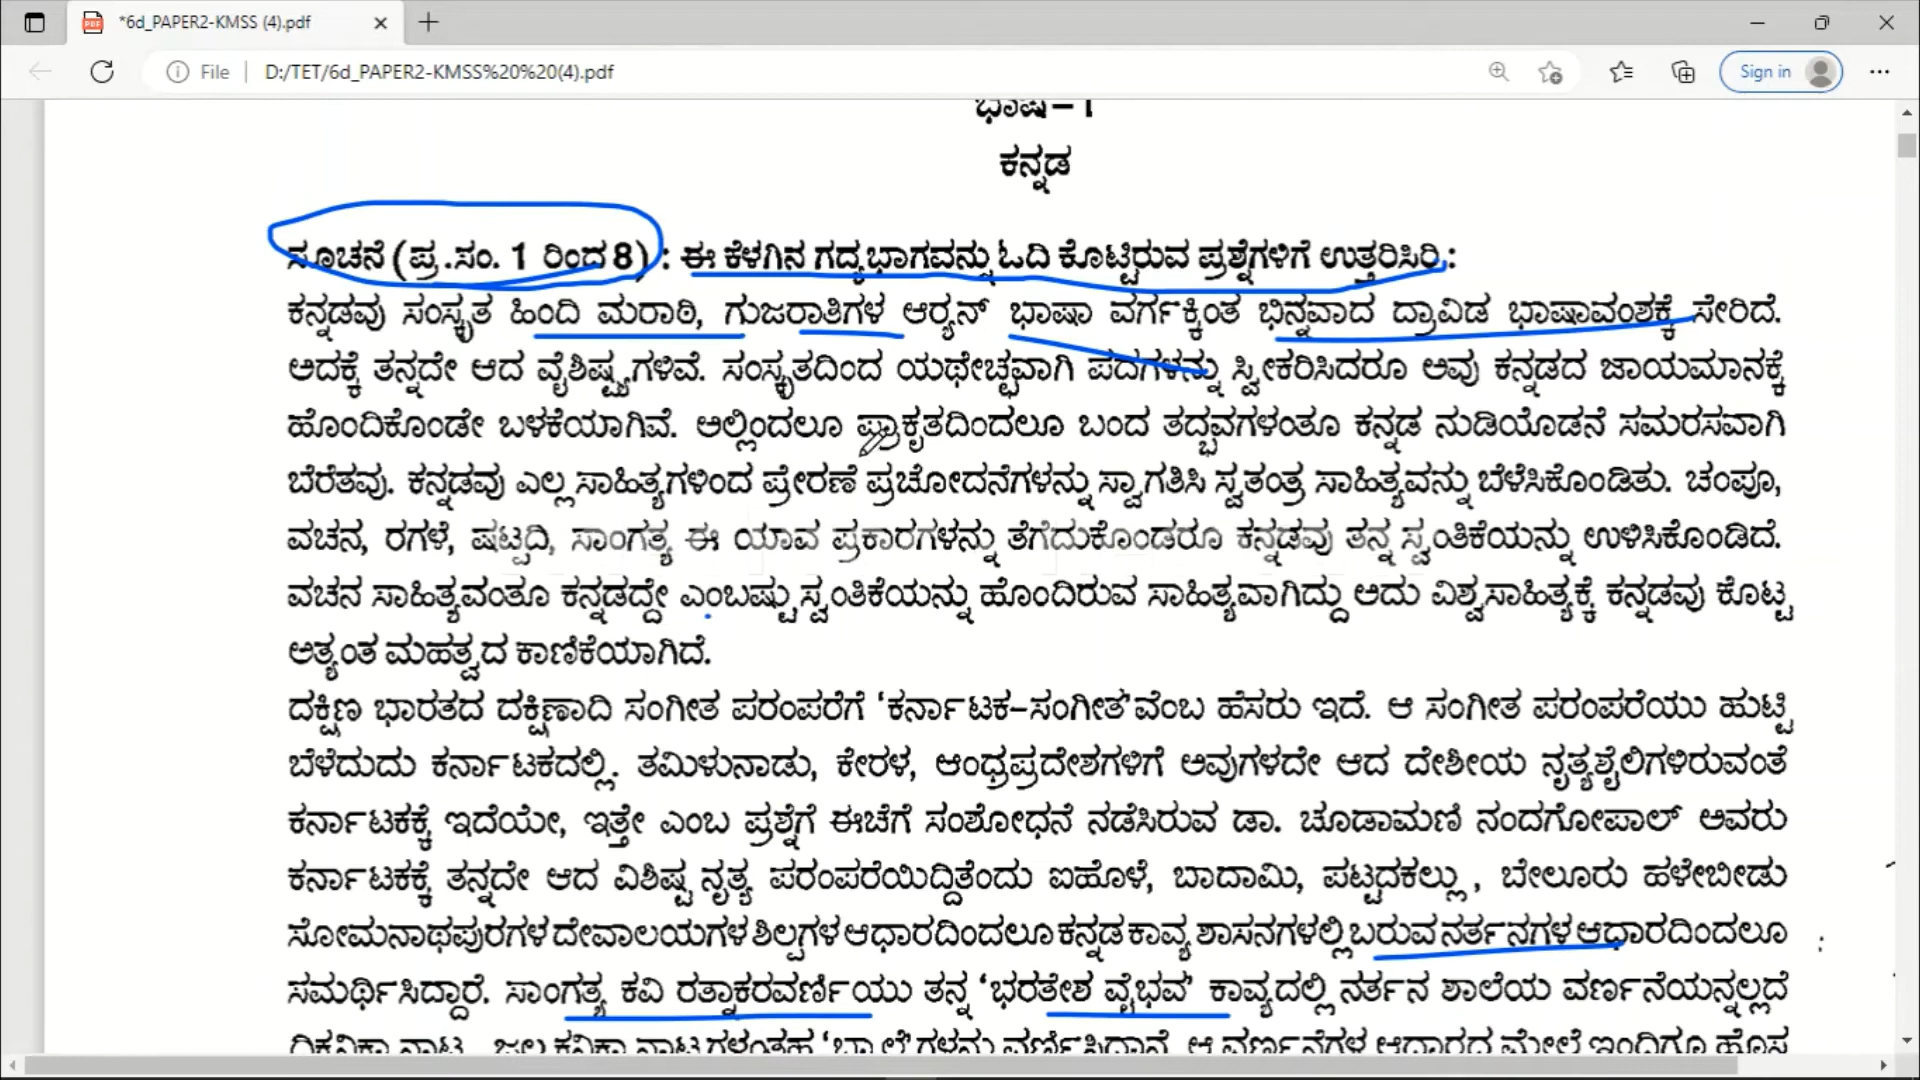 *6d_PAPER2-KMSS (4).pdf
File D:/TET/6d_PAPER2-KMSS%20%20(4).pdf Sign in
ಭಾಷೆ–I
ಕನ್ನಡ
ಸೂಚನೆ (ಪ್ರ.ಸಂ. 1 ರಿಂದ 8) : ಈ ಕೆಳಗಿನ ಗದ್ಯಭಾಗವನ್ನು ಓದಿ ಕೊಟ್ಟಿರುವ ಪ್ರಶ್ನೆಗಳಿಗೆ ಉತ್ತರಿಸಿರಿ :
ಕನ್ನಡವು ಸಂಸ್ಕೃತ ಹಿಂದಿ ಮರಾಠಿ, ಗುಜರಾತಿಗಳ ಆರ‍್ಯನ್ ಭಾಷಾ ವರ್ಗಕ್ಕಿಂತ ಭಿನ್ನವಾದ ದ್ರಾವಿಡ ಭಾಷಾವಂಶಕ್ಕೆ ಸೇರಿದೆ.
ಅದಕ್ಕೆ ತನ್ನದೇ ಆದ ವೈಶಿಷ್ಟ್ಯಗಳಿವೆ. ಸಂಸ್ಕೃತದಿಂದ ಯಥೇಚ್ಛವಾಗಿ ಪದಗಳನ್ನು ಸ್ವೀಕರಿಸಿದರೂ ಅವು ಕನ್ನಡದ ಜಾಯಮಾನಕ್ಕೆ
ಹೊಂದಿಕೊಂಡೇ ಬಳಕೆಯಾಗಿವೆ. ಅಲ್ಲಿಂದಲೂ ಪ್ರಾಕೃತದಿಂದಲೂ ಬಂದ ತದ್ಭವಗಳಂತೂ ಕನ್ನಡ ನುಡಿಯೊಡನೆ ಸಮರಸವಾಗಿ
ಬೆರೆತವು. ಕನ್ನಡವು ಎಲ್ಲ ಸಾಹಿತ್ಯಗಳಿಂದ ಪ್ರೇರಣೆ ಪ್ರಚೋದನೆಗಳನ್ನು ಸ್ವಾಗತಿಸಿ ಸ್ವತಂತ್ರ ಸಾಹಿತ್ಯವನ್ನು ಬೆಳೆಸಿಕೊಂಡಿತು. ಚಂಪೂ,
ವಚನ, ರಗಳೆ, ಷಟ್ಪದಿ, ಸಾಂಗತ್ಯ ಈ ಯಾವ ಪ್ರಕಾರಗಳನ್ನು ತೆಗೆದುಕೊಂಡರೂ ಕನ್ನಡವು ತನ್ನ ಸ್ವಂತಿಕೆಯನ್ನು ಉಳಿಸಿಕೊಂಡಿದೆ.
ವಚನ ಸಾಹಿತ್ಯವಂತೂ ಕನ್ನಡದ್ದೇ ಎಂಬಷ್ಟು ಸ್ವಂತಿಕೆಯನ್ನು ಹೊಂದಿರುವ ಸಾಹಿತ್ಯವಾಗಿದ್ದು ಅದು ವಿಶ್ವಸಾಹಿತ್ಯಕ್ಕೆ ಕನ್ನಡವು ಕೊಟ್ಟ
ಅತ್ಯಂತ ಮಹತ್ವದ ಕಾಣಿಕೆಯಾಗಿದೆ.
ದಕ್ಷಿಣ ಭಾರತದ ದಕ್ಷಿಣಾದಿ ಸಂಗೀತ ಪರಂಪರೆಗೆ ‘ಕರ್ನಾಟಕ–ಸಂಗೀತ’ವೆಂಬ ಹೆಸರು ಇದೆ. ಆ ಸಂಗೀತ ಪರಂಪರೆಯು ಹುಟ್ಟಿ
ಬೆಳೆದುದು ಕರ್ನಾಟಕದಲ್ಲಿ. ತಮಿಳುನಾಡು, ಕೇರಳ, ಆಂಧ್ರಪ್ರದೇಶಗಳಿಗೆ ಅವುಗಳದೇ ಆದ ದೇಶೀಯ ನೃತ್ಯಶೈಲಿಗಳಿರುವಂತೆ
ಕರ್ನಾಟಕಕ್ಕೆ ಇದೆಯೇ, ಇತ್ತೇ ಎಂಬ ಪ್ರಶ್ನೆಗೆ ಈಚೆಗೆ ಸಂಶೋಧನೆ ನಡೆಸಿರುವ ಡಾ. ಚೂಡಾಮಣಿ ನಂದಗೋಪಾಲ್ ಅವರು
ಕರ್ನಾಟಕಕ್ಕೆ ತನ್ನದೇ ಆದ ವಿಶಿಷ್ಟ ನೃತ್ಯ ಪರಂಪರೆಯಿದ್ದಿತೆಂದು ಐಹೊಳೆ, ಬಾದಾಮಿ, ಪಟ್ಟದಕಲ್ಲು, ಬೇಲೂರು ಹಳೇಬೀಡು
ಸೋಮನಾಥಪುರಗಳ ದೇವಾಲಯಗಳ ಶಿಲ್ಪಗಳ ಆಧಾರದಿಂದಲೂ ಕನ್ನಡ ಕಾವ್ಯ ಶಾಸನಗಳಲ್ಲಿ ಬರುವ ನರ್ತನಗಳ ಆಧಾರದಿಂದಲೂ
ಸಮರ್ಥಿಸಿದ್ದಾರೆ. ಸಾಂಗತ್ಯ ಕವಿ ರತ್ನಾಕರವರ್ಣಿಯು ತನ್ನ ‘ಭರತೇಶ ವೈಭವ’ ಕಾವ್ಯದಲ್ಲಿ ನರ್ತನ ಶಾಲೆಯ ವರ್ಣನೆಯನ್ನಲ್ಲದೆ